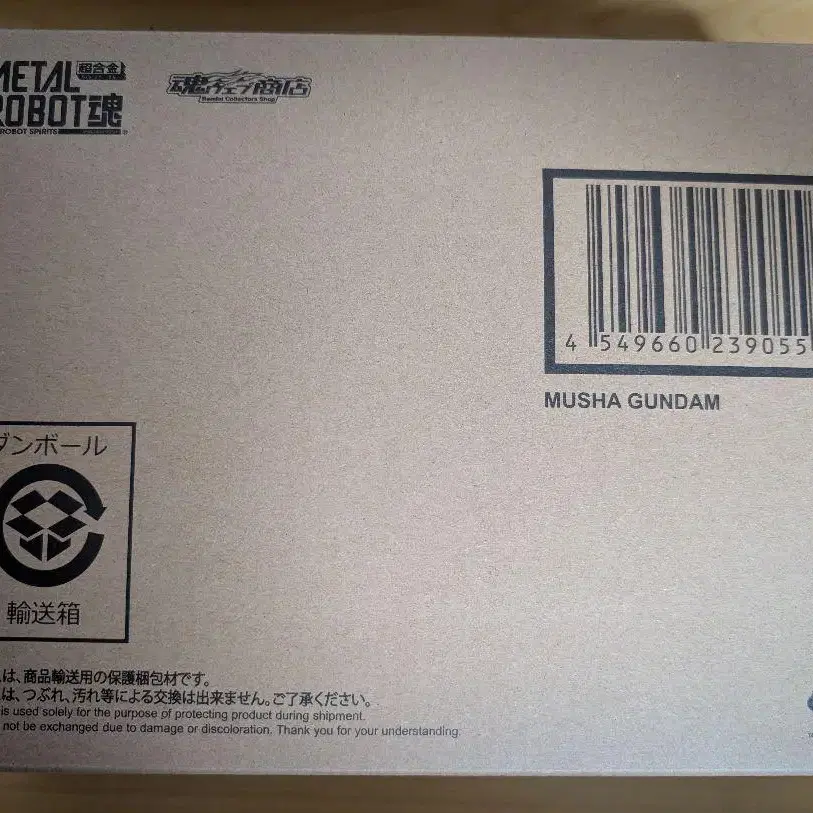 METAL 超合金
ROBOT魂
ROBOT SPIRITS
魂ウェブ商店
Bandai Collectors Shop
4 549660 239055
MUSHA GUNDAM
ダンボール
輸送箱
は、商品輸送用の保護梱包材です。
は、つぶれ、汚れ等による交換は出来ません。ご了承ください。
is used solely for the purpose of protecting product during shipment.
not be exchanged due to damage or discoloration. Thank you for your understanding.